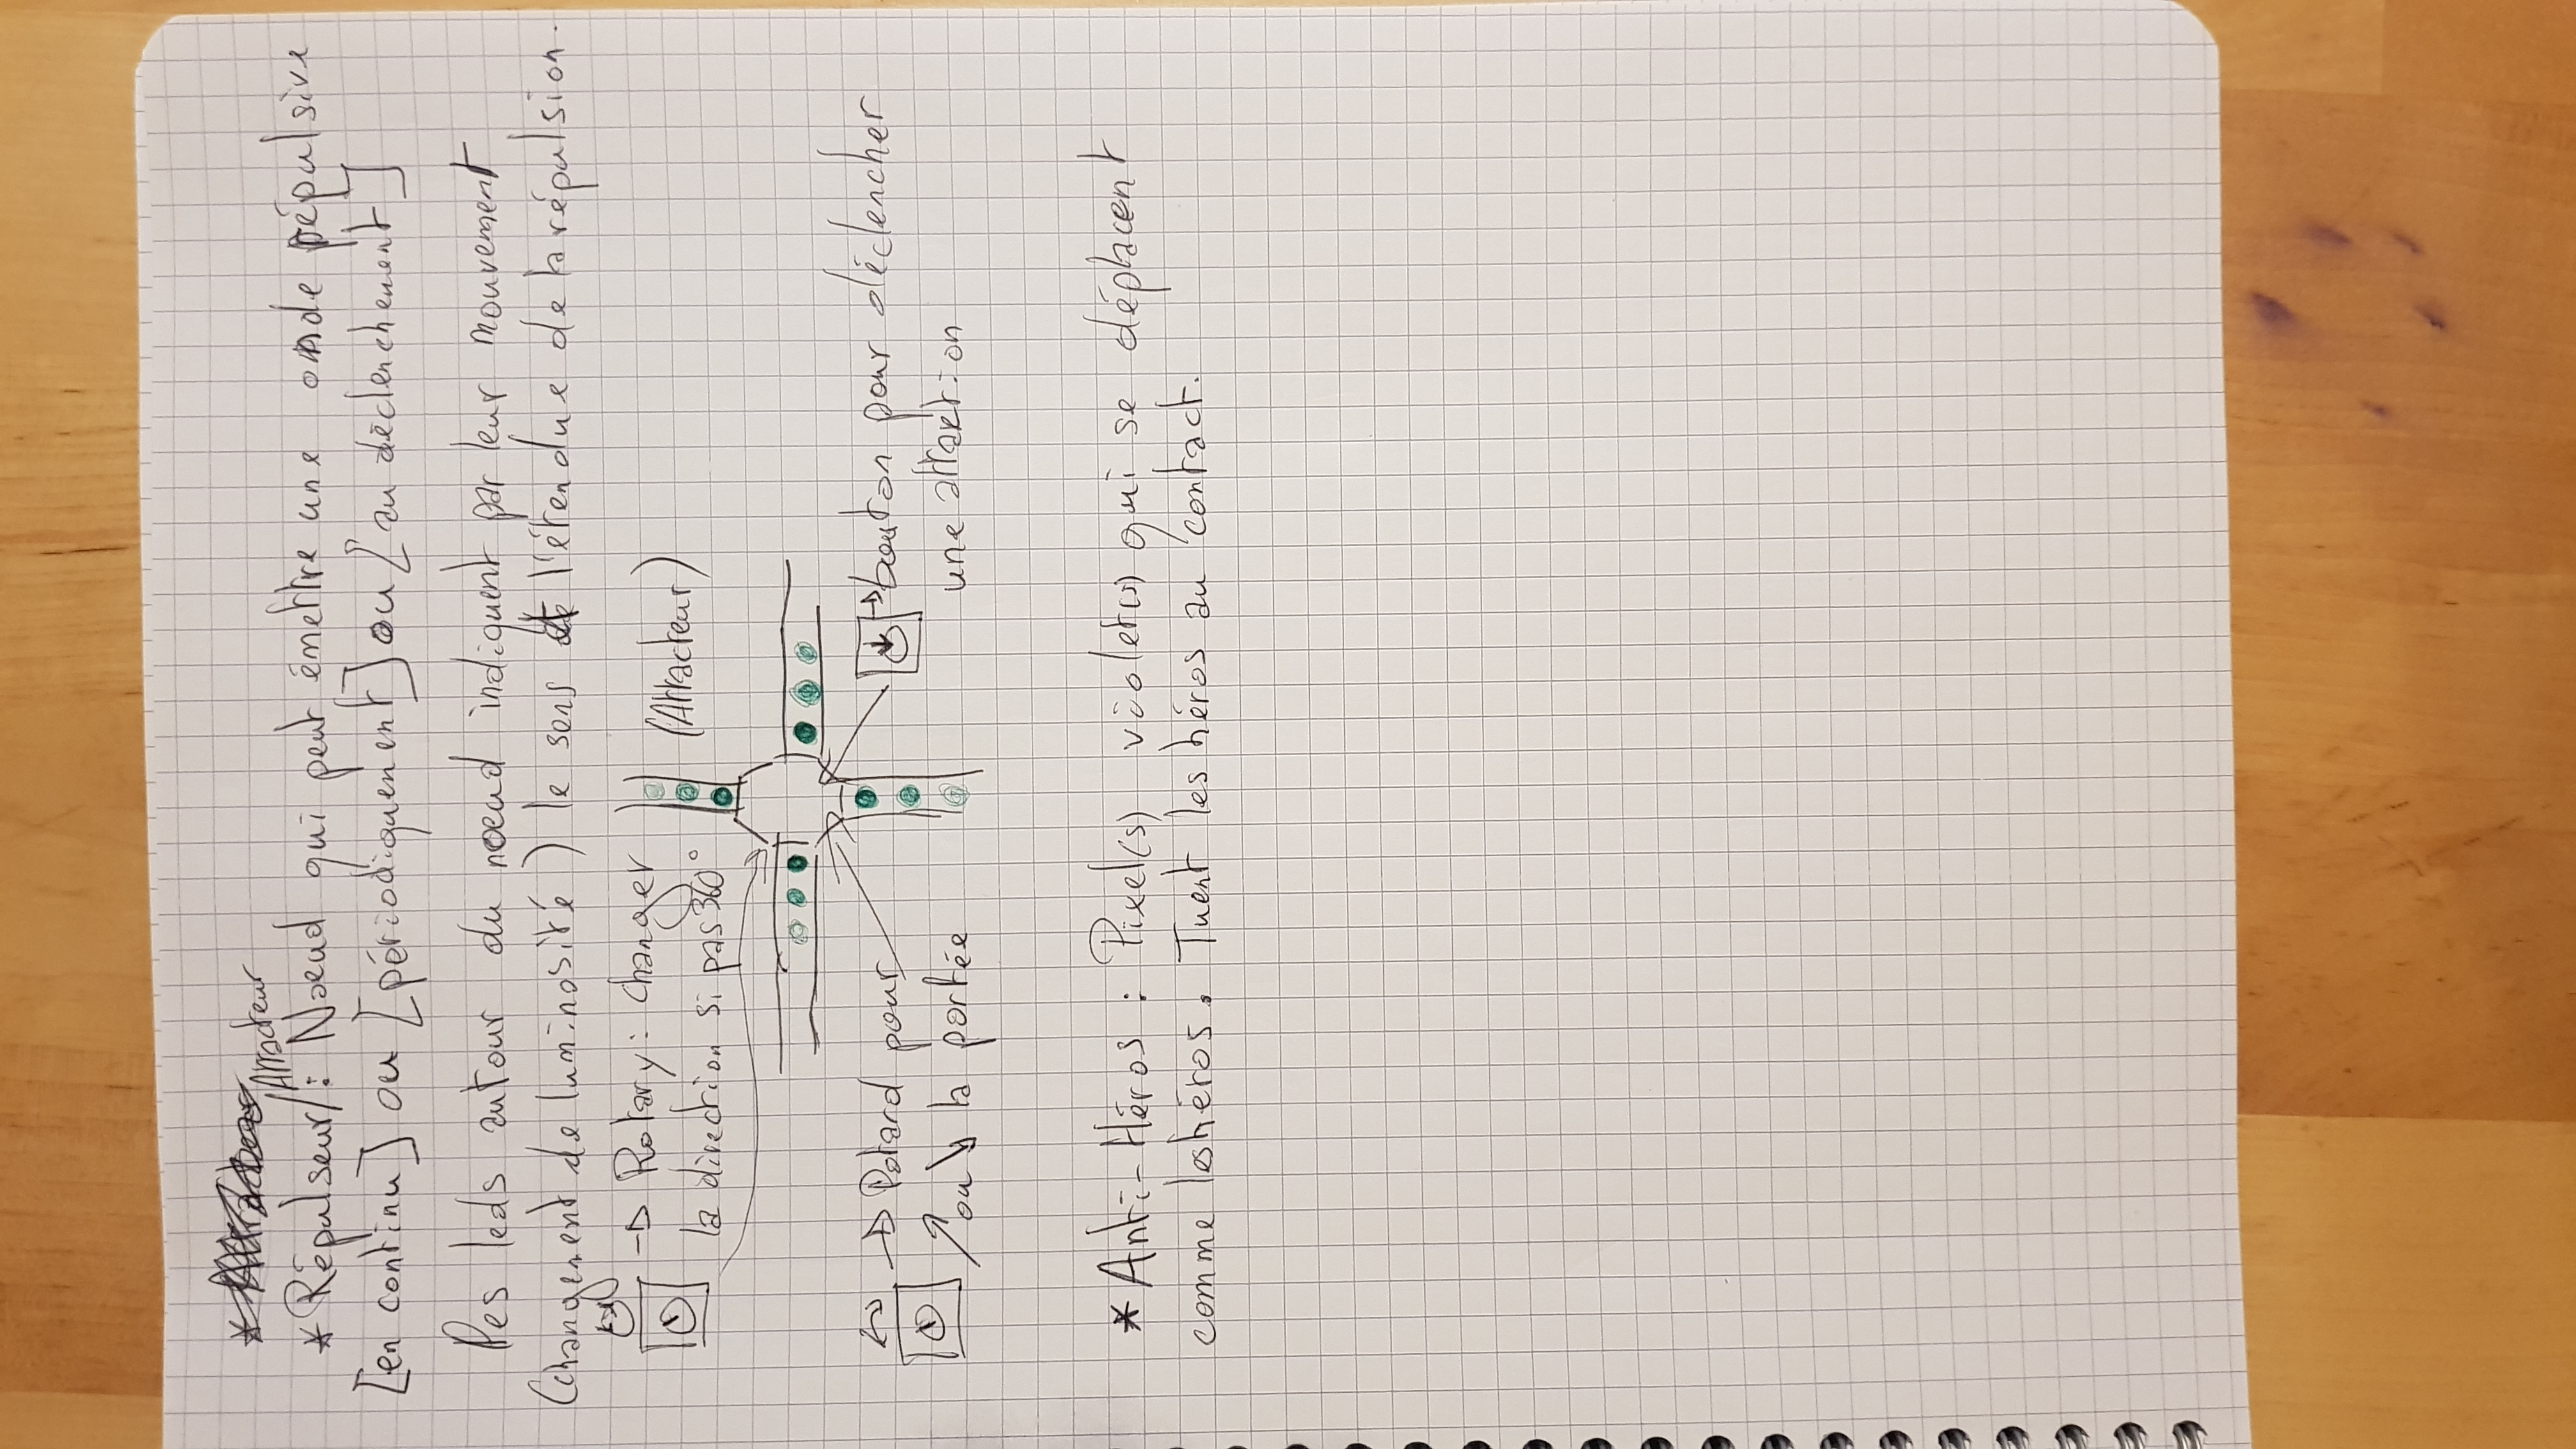 /Attracteur
* Répulseur/: Noeud qui peut émettre une onde répulsive
[en continu] ou [périodiquement] ou [au déclenchement]
Des leds autour du noeud indiquent par leur mouvement
(changement de luminosité) le sens et l'étendue de la répulsion.
→ Rotary: changer
la direction si pas 360°
(Attracteur)
→ Potard pour
↗ ou ↘ la portée
→ bouton pour déclencher
une attraction
* Anti-Héros : Pixel(s) violet(s) qui se déplacent
comme les héros. Tuent les héros au contact.